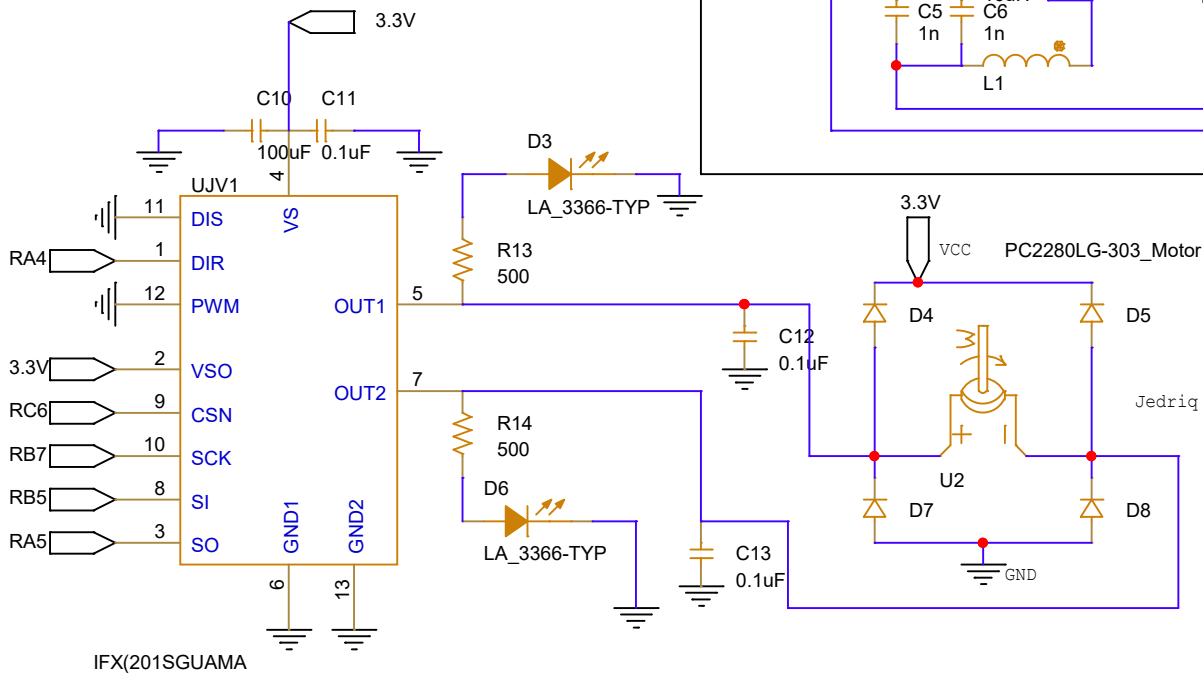 3.3V
C5
1n
C6
1n
L1
C10
C11
100uF
0.1uF
4
UJV1
VS
11
DIS
RA4
1
DIR
12
PWM
3.3V
2
VSO
RC6
9
CSN
RB7
10
SCK
RB5
8
SI
RA5
3
SO
OUT1
5
OUT2
7
GND1
GND2
6
13
IFX(201SGUAMA
D3
LA_3366-TYP
R13
500
C12
0.1uF
R14
500
D6
LA_3366-TYP
C13
0.1uF
3.3V
VCC
PC2280LG-303_Motor
D4
D5
Jedriq
U2
D7
D8
GND